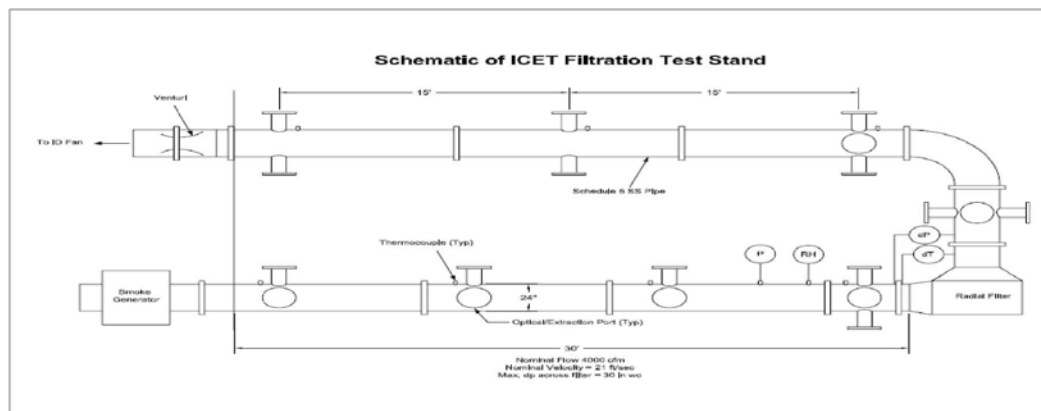 Schematic of ICET Filtration Test Stand
15'
15'
Venturi
To ID Fan
Schedule 5 SS Pipe
dP
dT
Thermocouple (Typ)
P
RH
Smoke
Generator
24"
Radial Filter
Optical/Extraction Port (Typ)
30'
Nominal Flow 4000 cfm
Nominal Velocity = 21 ft/sec
Max. dp across filter = 30 in wc